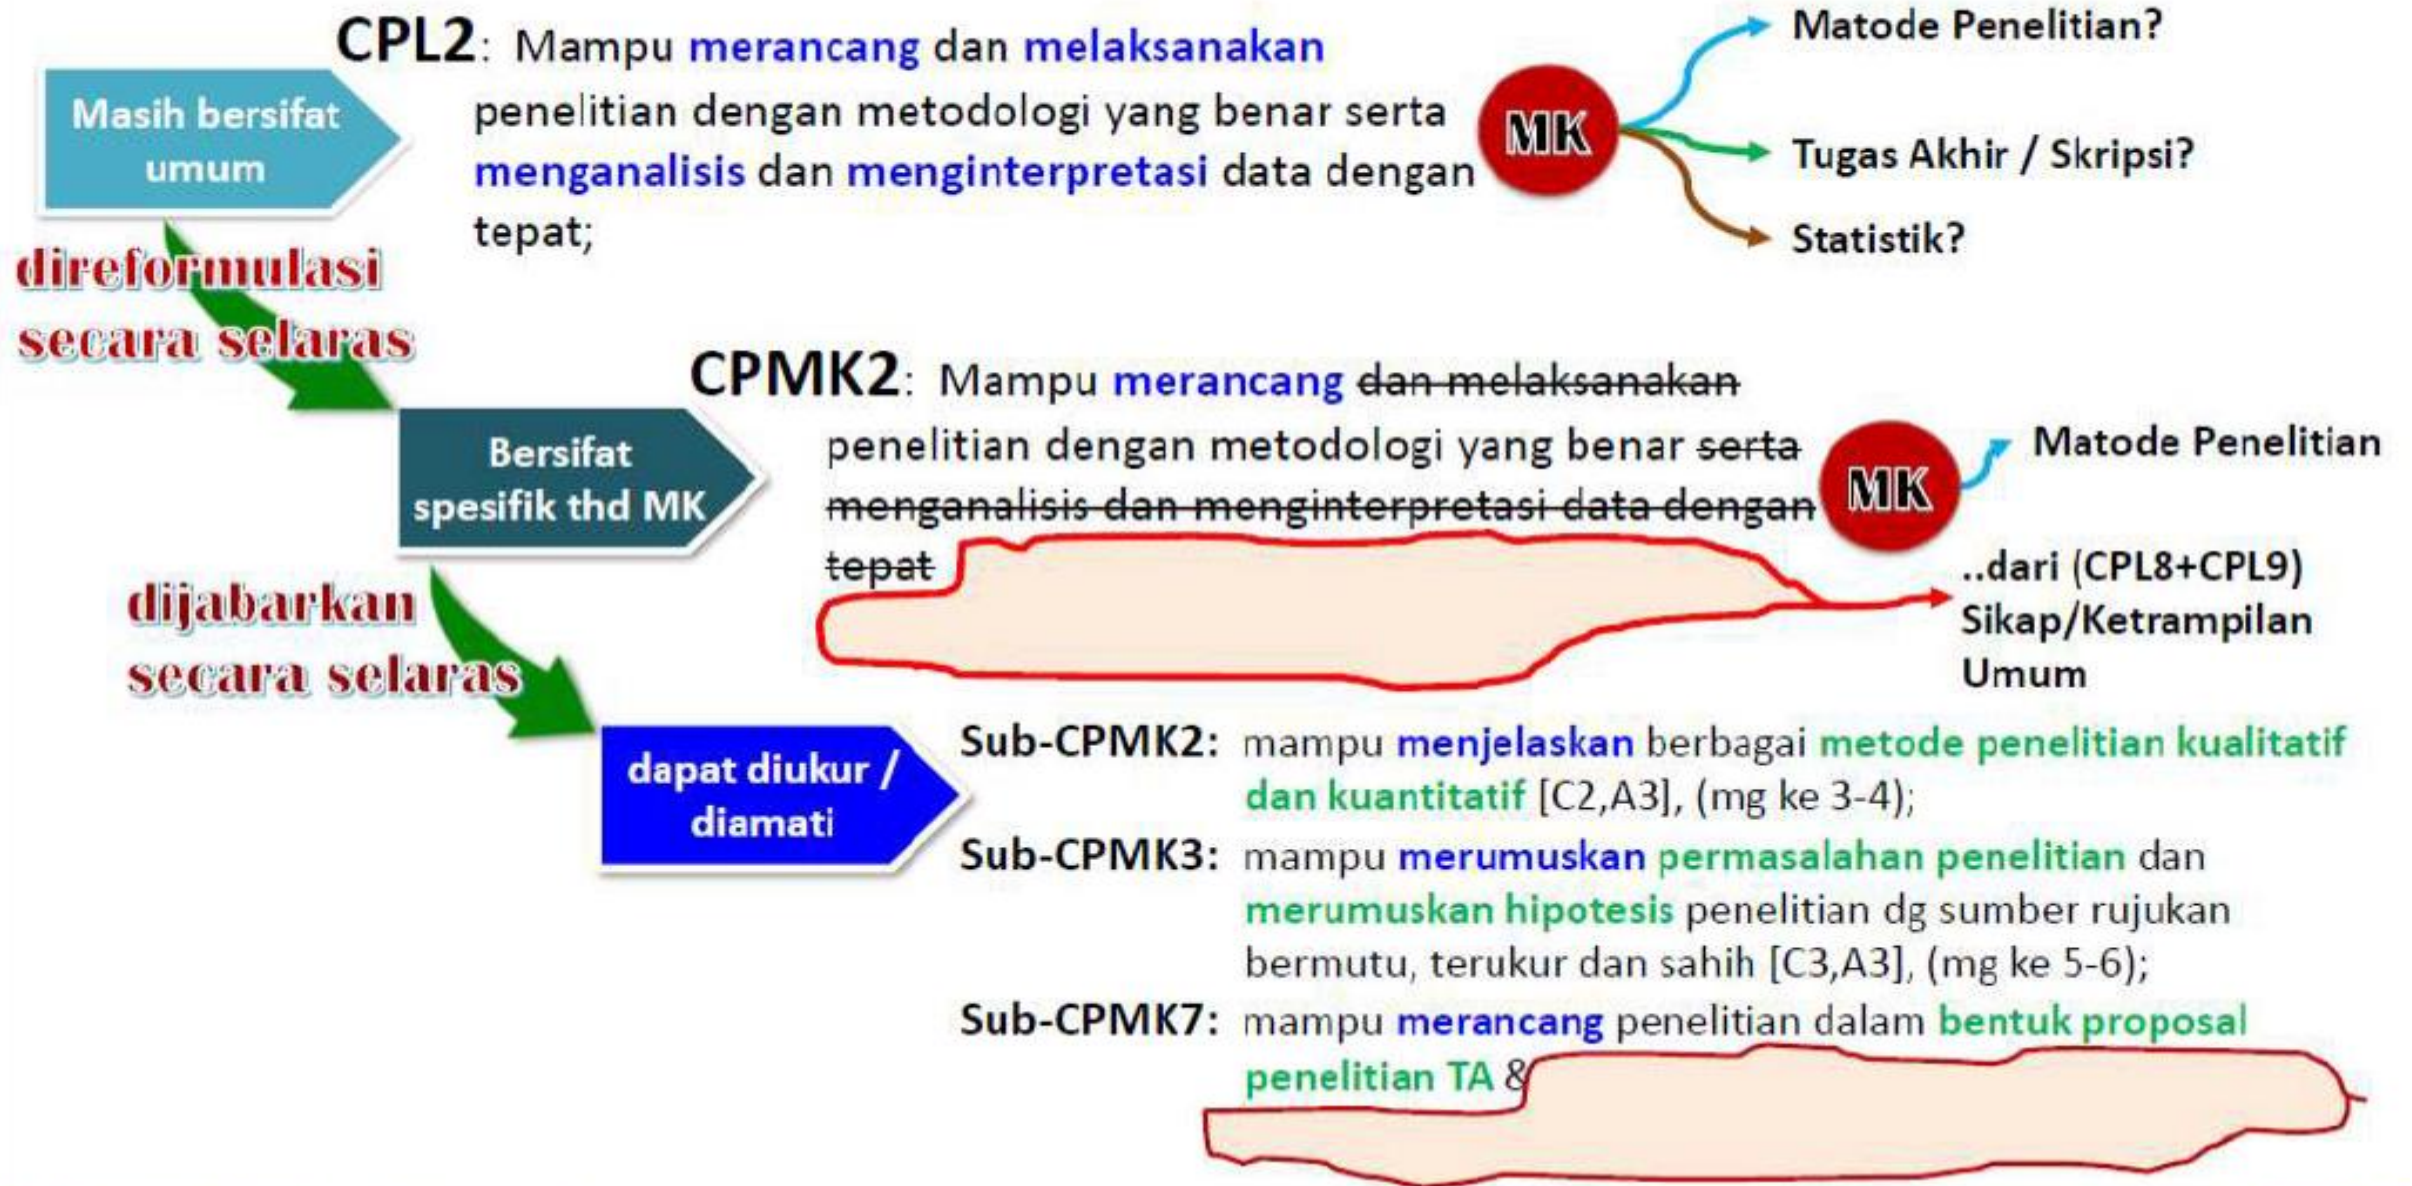 CPL2: Mampu merancang dan melaksanakan
penelitian dengan metodologi yang benar serta
menganalisis dan menginterpretasi data dengan
tepat;
Masih bersifat
umum
MK
Matode Penelitian?
Tugas Akhir / Skripsi?
Statistik?
direformulasi
secara selaras
CPMK2: Mampu merancang dan melaksanakan
penelitian dengan metodologi yang benar serta
menganalisis dan menginterpretasi data dengan
tepat
Bersifat
spesifik thd MK
MK
Matode Penelitian
..dari (CPL8+CPL9)
Sikap/Ketrampilan
Umum
dijabarkan
secara selaras
dapat diukur /
diamati
Sub-CPMK2: mampu menjelaskan berbagai metode penelitian kualitatif
dan kuantitatif [C2,A3], (mg ke 3-4);
Sub-CPMK3: mampu merumuskan permasalahan penelitian dan
merumuskan hipotesis penelitian dg sumber rujukan
bermutu, terukur dan sahih [C3,A3], (mg ke 5-6);
Sub-CPMK7: mampu merancang penelitian dalam bentuk proposal
penelitian TA &